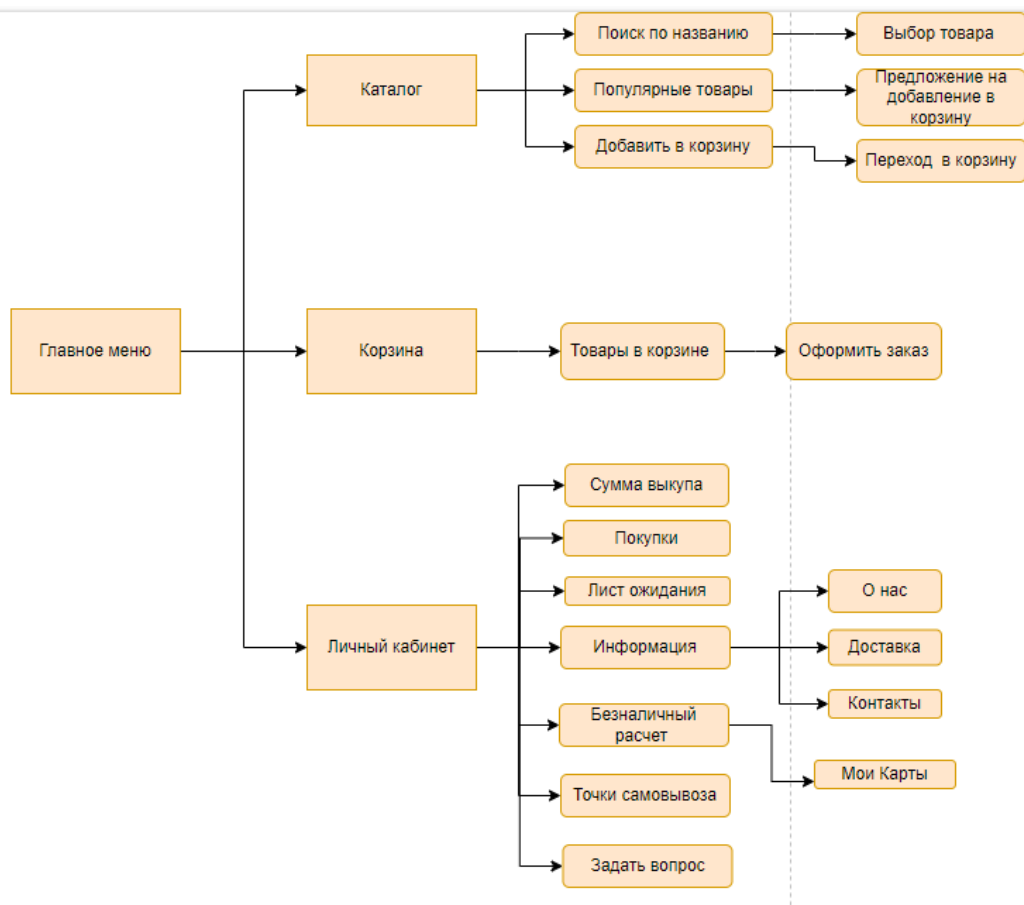 Поиск по названию
Выбор товара
Каталог
Популярные товары
Предложение на
добавление в
корзину
Добавить в корзину
Переход в корзину
Главное меню
Корзина
Товары в корзине
Оформить заказ
Сумма выкупа
Покупки
Лист ожидания
О нас
Личный кабинет
Информация
Доставка
Контакты
Безналичный
расчет
Мои Карты
Точки самовывоза
Задать вопрос